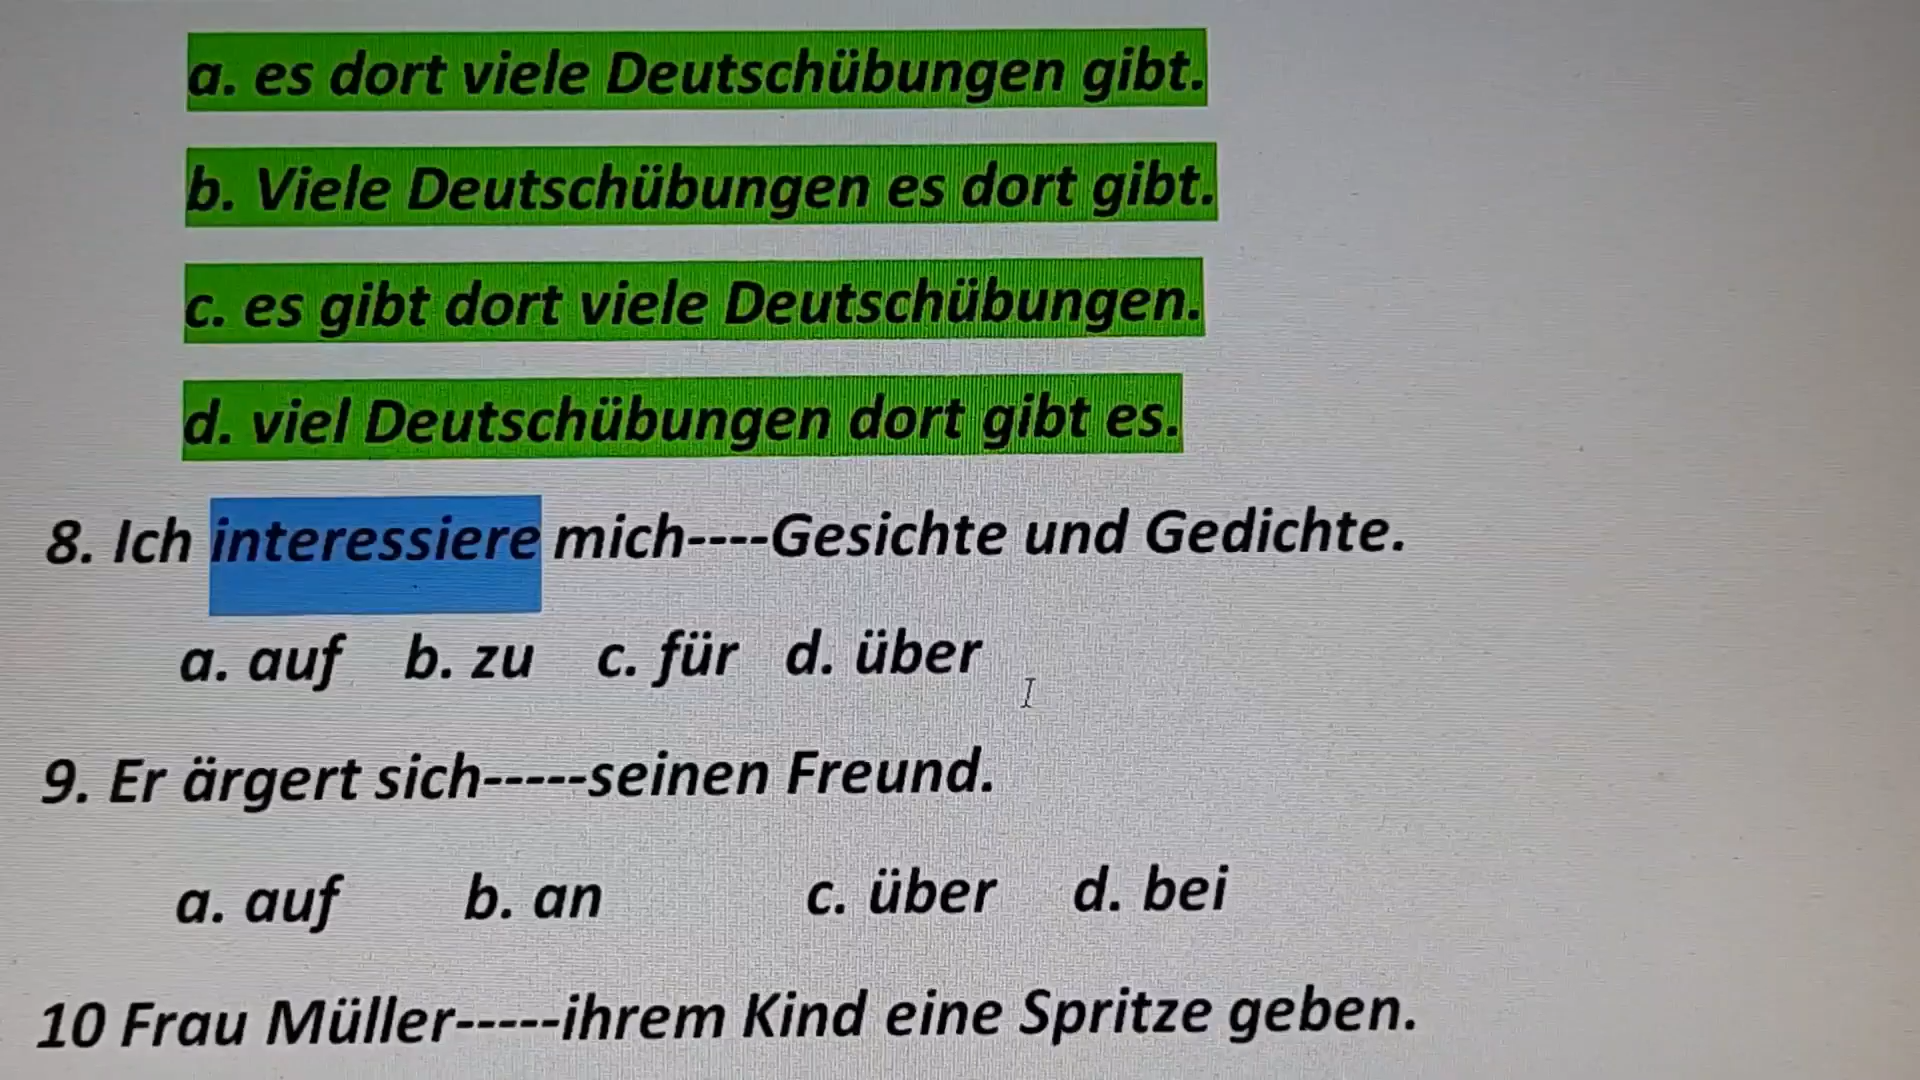 a. es dort viele Deutschübungen gibt.
b. Viele Deutschübungen es dort gibt.
c. es gibt dort viele Deutschübungen.
d. viel Deutschübungen dort gibt es.
8. Ich interessiere mich----Gesichte und Gedichte.
a. auf b. zu c. für d. über
9. Er ärgert sich-----seinen Freund.
a. auf b. an c. über d. bei
10 Frau Müller-----ihrem Kind eine Spritze geben.